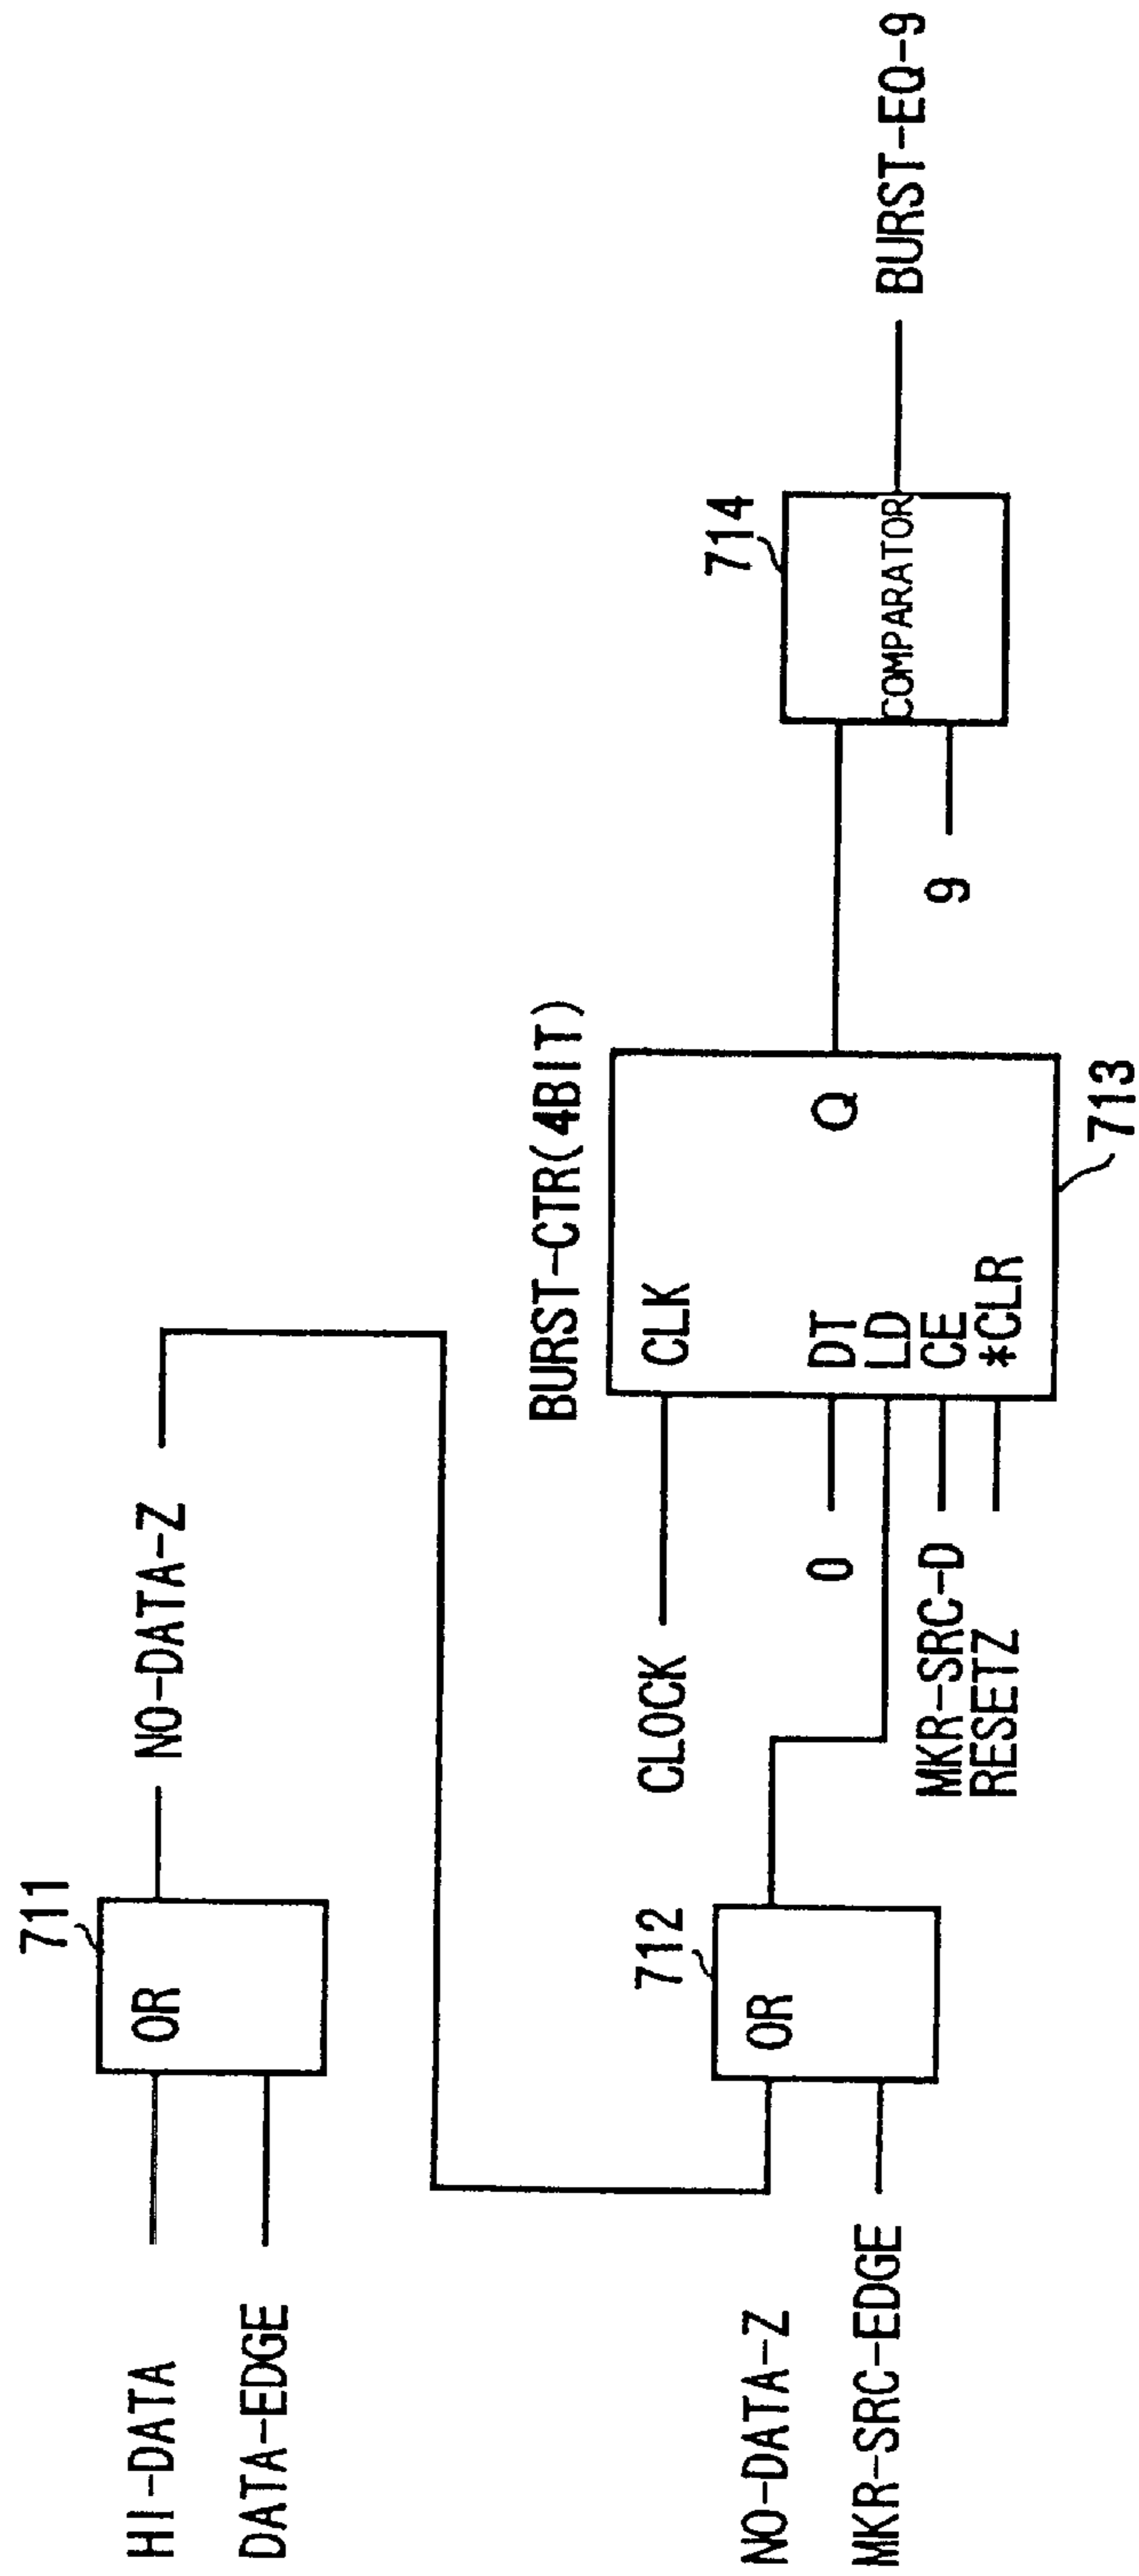 711
HI-DATA
OR
NO-DATA-Z
DATA-EDGE
BURST-CTR(4BIT)
712
CLOCK
CLK
714
NO-DATA-Z
OR
0
DT
Q
COMPARATOR
BURST-EQ-9
LD
MKR-SRC-EDGE
MKR-SRC-D
CE
9
RESETZ
*CLR
713